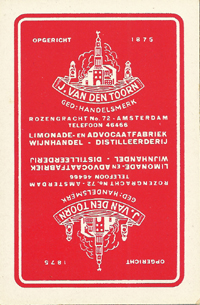 OPGERICHT 1875
J. VAN DEN TOORN
GED: HANDELSMERK
ROZENGRACHT No. 72 - AMSTERDAM
TELEFOON 46466
LIMONADE- EN ADVOCAATFABRIEK
WIJNHANDEL - DISTILLEERDERIJ
WIJNHANDEL - DISTILLEERDERIJ
LIMONADE- EN ADVOCAATFABRIEK
TELEFOON 46466
ROZENGRACHT No. 72 - AMSTERDAM
GED: HANDELSMERK
J. VAN DEN TOORN
OPGERICHT 1875